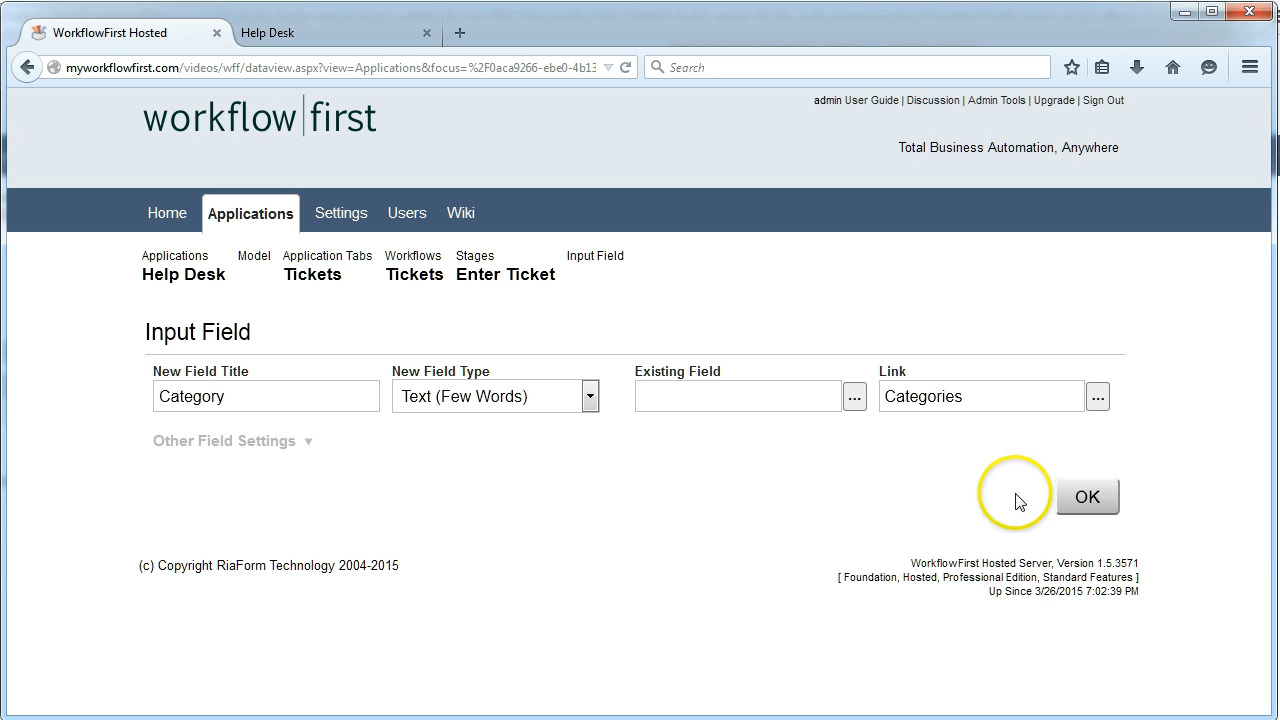 WorkflowFirst Hosted
Help Desk
myworkflowfirst.com/videos/wff/dataview.aspx?view=Applications&focus=%2F0aca9266-ebe0-4b13
Search
workflow|first
admin User Guide | Discussion | Admin Tools | Upgrade | Sign Out
Total Business Automation, Anywhere
Home Applications Settings Users Wiki
Applications Model Application Tabs Workflows Stages Input Field
Help Desk Tickets Tickets Enter Ticket
Input Field
New Field Title New Field Type Existing Field Link
Category Text (Few Words) ... Categories ...
Other Field Settings ▼
OK
(c) Copyright RiaForm Technology 2004-2015
WorkflowFirst Hosted Server, Version 1.5.3571
[ Foundation, Hosted, Professional Edition, Standard Features ]
Up Since 3/26/2015 7:02:39 PM